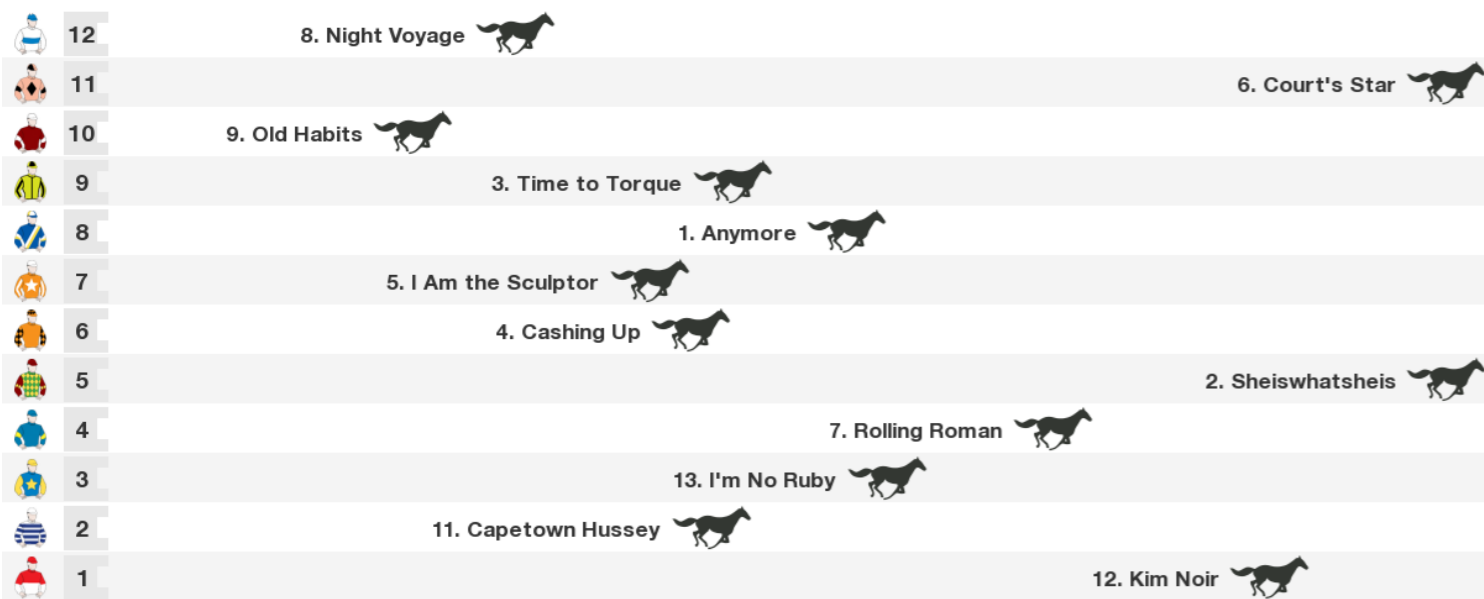 12 8. Night Voyage
11 6. Court's Star
10 9. Old Habits
9 3. Time to Torque
8 1. Anymore
7 5. I Am the Sculptor
6 4. Cashing Up
5 2. Sheiswhatsheis
4 7. Rolling Roman
3 13. I'm No Ruby
2 11. Capetown Hussey
1 12. Kim Noir